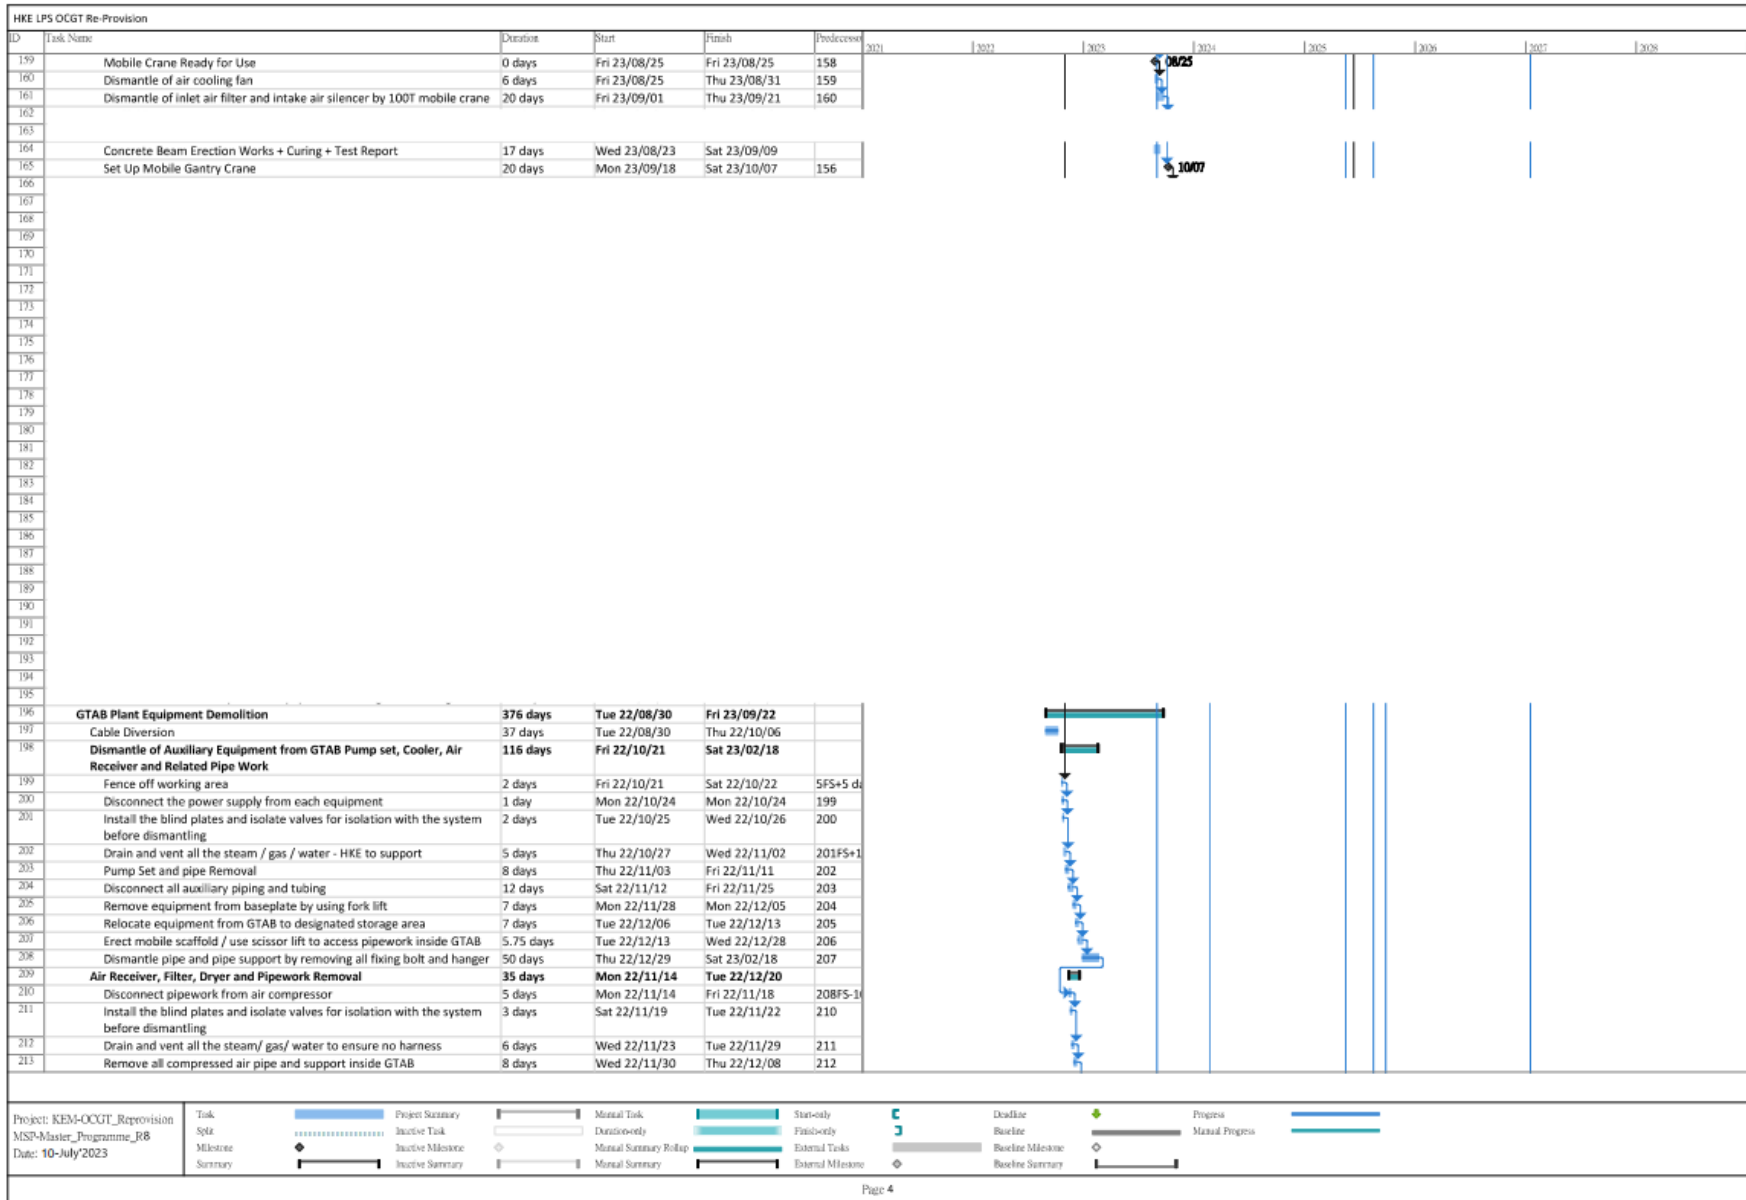 HKE LPS OCGT Re-Provision
ID Task Name Duration Start Finish Predecesso 2021 2022 2023 2024 2025 2026 2027 2028
159 Mobile Crane Ready for Use 0 days Fri 23/08/25 Fri 23/08/25 158 08/25
160 Dismantle of air cooling fan 6 days Fri 23/08/25 Thu 23/08/31 159
161 Dismantle of inlet air filter and intake air silencer by 100T mobile crane 20 days Fri 23/09/01 Thu 23/09/21 160
162
163
164 Concrete Beam Erection Works + Curing + Test Report 17 days Wed 23/08/23 Sat 23/09/09
165 Set Up Mobile Gantry Crane 20 days Mon 23/09/18 Sat 23/10/07 156 10/07
166
167
168
169
170
171
172
173
174
175
176
177
178
179
180
181
182
183
184
185
186
187
188
189
190
191
192
193
194
195
196 GTAB Plant Equipment Demolition 376 days Tue 22/08/30 Fri 23/09/22
197 Cable Diversion 37 days Tue 22/08/30 Thu 22/10/06
198 Dismantle of Auxiliary Equipment from GTAB Pump set, Cooler, Air 116 days Fri 22/10/21 Sat 23/02/18
Receiver and Related Pipe Work
199 Fence off working area 2 days Fri 22/10/21 Sat 22/10/22 5FS+5 da
200 Disconnect the power supply from each equipment 1 day Mon 22/10/24 Mon 22/10/24 199
201 Install the blind plates and isolate valves for isolation with the system 2 days Tue 22/10/25 Wed 22/10/26 200
before dismantling
202 Drain and vent all the steam / gas / water - HKE to support 5 days Thu 22/10/27 Wed 22/11/02 201FS+1
203 Pump Set and pipe Removal 8 days Thu 22/11/03 Fri 22/11/11 202
204 Disconnect all auxiliary piping and tubing 12 days Sat 22/11/12 Fri 22/11/25 203
205 Remove equipment from baseplate by using fork lift 7 days Mon 22/11/28 Mon 22/12/05 204
206 Relocate equipment from GTAB to designated storage area 7 days Tue 22/12/06 Tue 22/12/13 205
207 Erect mobile scaffold / use scissor lift to access pipework inside GTAB 5.75 days Tue 22/12/13 Wed 22/12/28 206
208 Dismantle pipe and pipe support by removing all fixing bolt and hanger 50 days Thu 22/12/29 Sat 23/02/18 207
209 Air Receiver, Filter, Dryer and Pipework Removal 35 days Mon 22/11/14 Tue 22/12/20
210 Disconnect pipework from air compressor 5 days Mon 22/11/14 Fri 22/11/18 208FS-1
211 Install the blind plates and isolate valves for isolation with the system 3 days Sat 22/11/19 Tue 22/11/22 210
before dismantling
212 Drain and vent all the steam/ gas/ water to ensure no harness 6 days Wed 22/11/23 Tue 22/11/29 211
213 Remove all compressed air pipe and support inside GTAB 8 days Wed 22/11/30 Thu 22/12/08 212
Project: KEM-OCGT_Reprovision
MSP-Master_Programme_R8
Date: 10-July'2023
Task Project Summary Manual Task Start-only Deadline Progress
Split Inactive Task Duration-only Finish-only Baseline Manual Progress
Milestone Inactive Milestone Manual Summary Rollup External Tasks Baseline Milestone
Summary Inactive Summary Manual Summary External Milestone Baseline Summary
Page 4